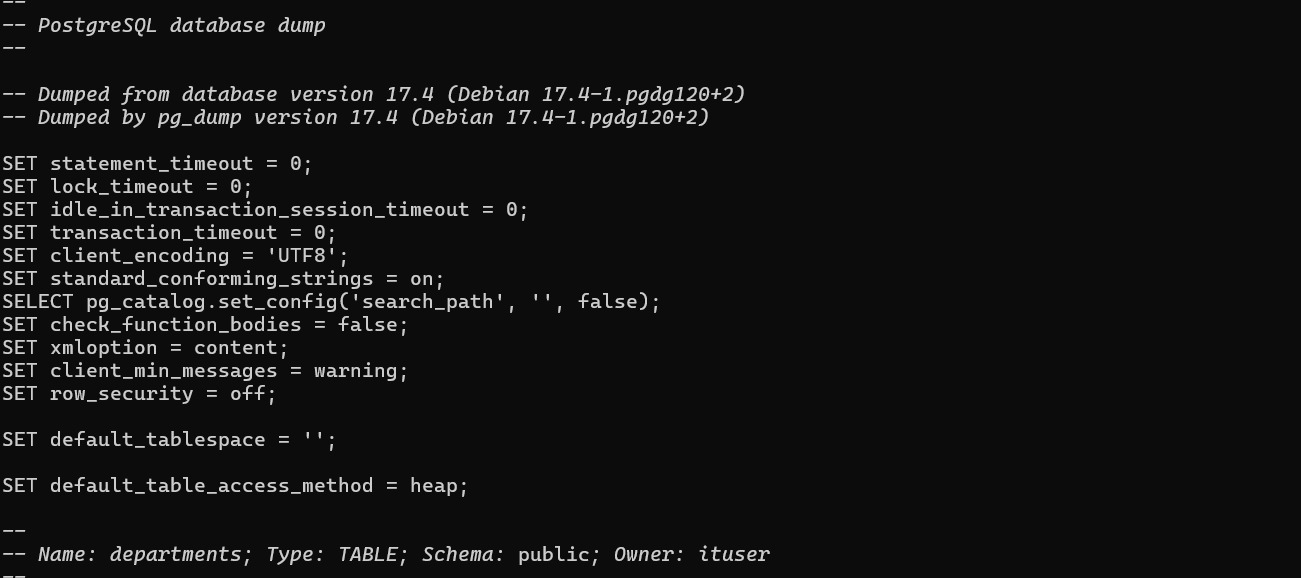 --
-- PostgreSQL database dump
--
-- Dumped from database version 17.4 (Debian 17.4-1.pgdg120+2)
-- Dumped by pg_dump version 17.4 (Debian 17.4-1.pgdg120+2)
SET statement_timeout = 0;
SET lock_timeout = 0;
SET idle_in_transaction_session_timeout = 0;
SET transaction_timeout = 0;
SET client_encoding = 'UTF8';
SET standard_conforming_strings = on;
SELECT pg_catalog.set_config('search_path', '', false);
SET check_function_bodies = false;
SET xmloption = content;
SET client_min_messages = warning;
SET row_security = off;
SET default_tablespace = '';
SET default_table_access_method = heap;
--
-- Name: departments; Type: TABLE; Schema: public; Owner: ituser
--